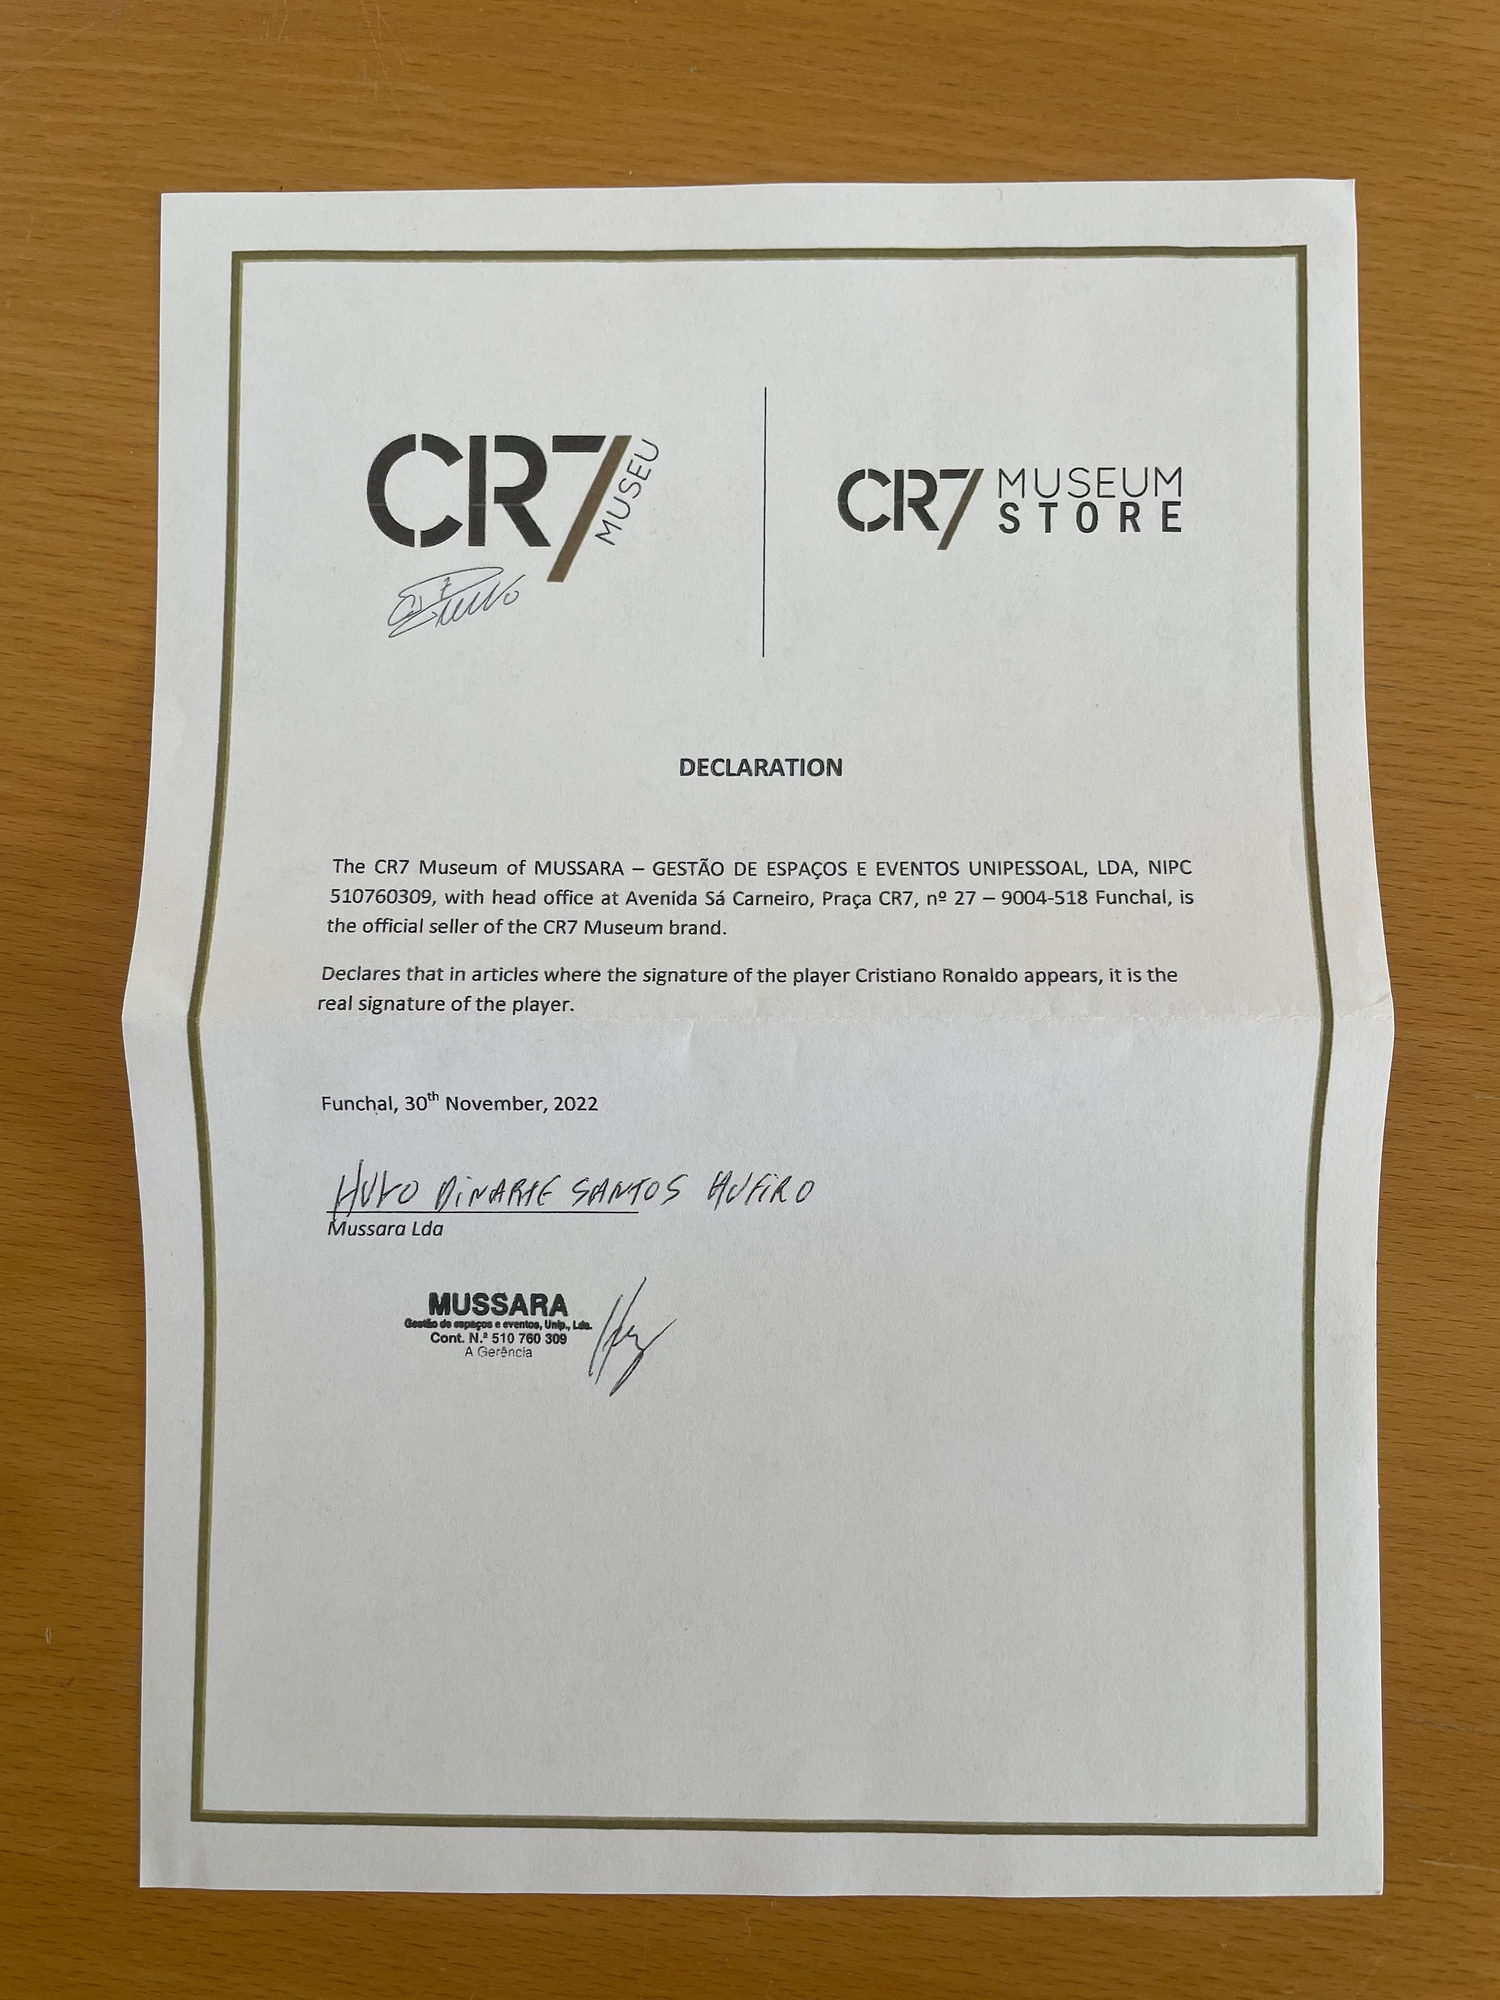 CR7 MUSEU
CR7 MUSEUM
STORE
DECLARATION
The CR7 Museum of MUSSARA – GESTÃO DE ESPAÇOS E EVENTOS UNIPESSOAL, LDA, NIPC
510760309, with head office at Avenida Sá Carneiro, Praça CR7, nº 27 – 9004-518 Funchal, is
the official seller of the CR7 Museum brand.
Declares that in articles where the signature of the player Cristiano Ronaldo appears, it is the
real signature of the player.
Funchal, 30th November, 2022
DINARTE SANTOS
Mussara Lda
MUSSARA
Gestão de espaços e eventos, Unip., Lda.
Cont. N.º 510 760 309
A Gerência